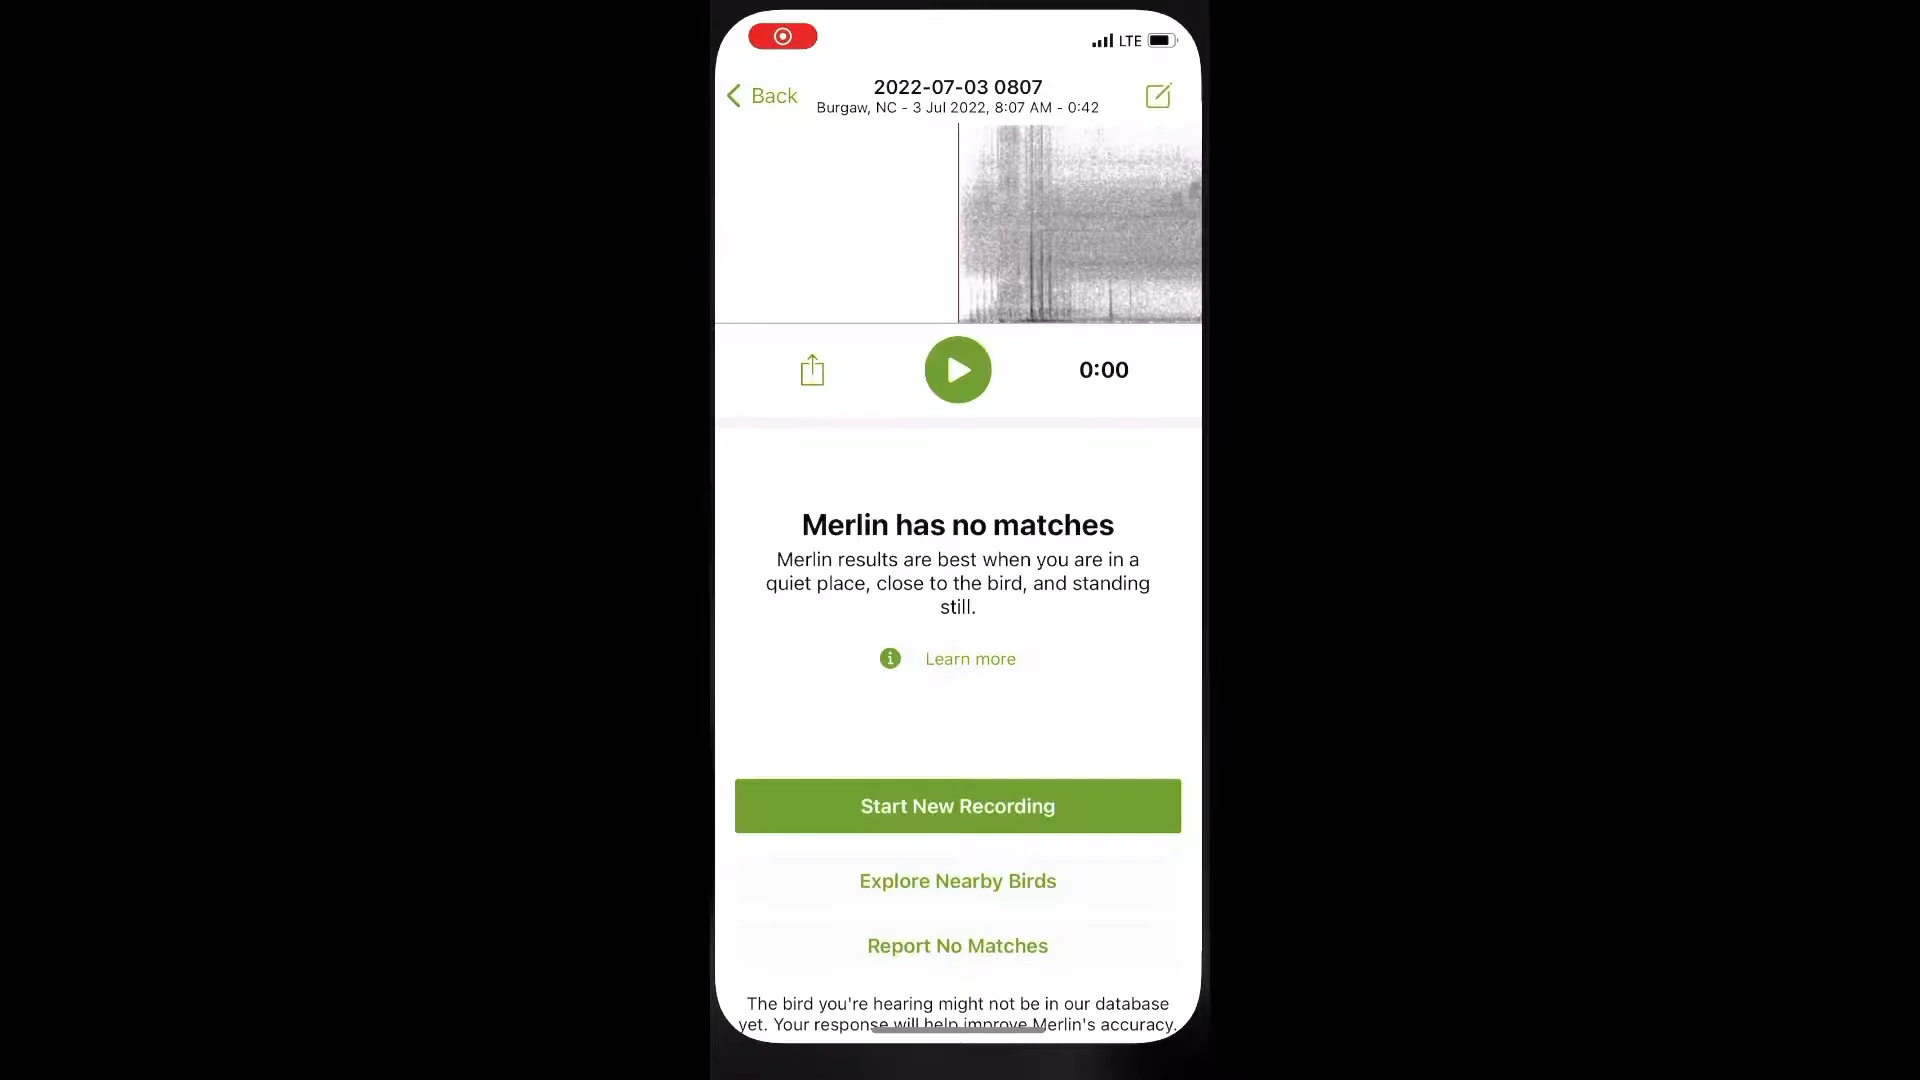 LTE
Back
2022-07-03 0807
Burgaw, NC - 3 Jul 2022, 8:07 AM - 0:42
0:00
Merlin has no matches
Merlin results are best when you are in a
quiet place, close to the bird, and standing
still.
Learn more
Start New Recording
Explore Nearby Birds
Report No Matches
The bird you're hearing might not be in our database
yet. Your response will help improve Merlin's accuracy.